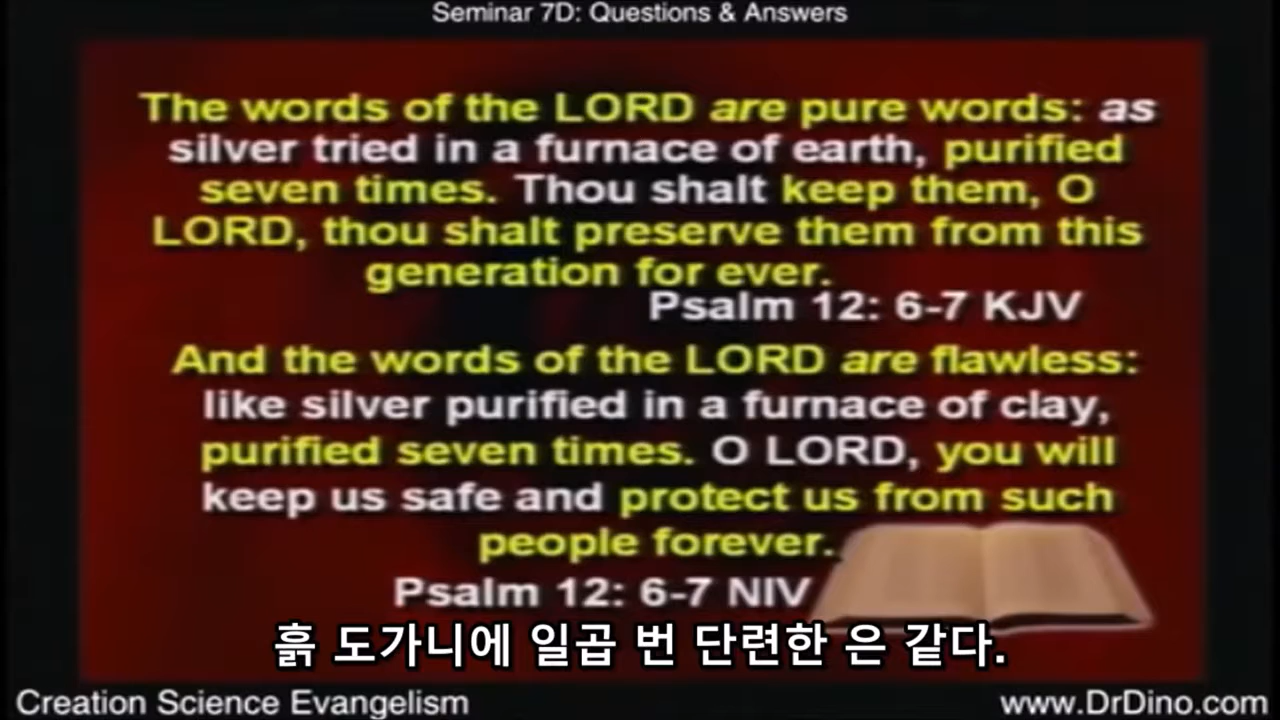 Seminar 7D: Questions & Answers
The words of the LORD are pure words: as
silver tried in a furnace of earth, purified
seven times. Thou shalt keep them, O
LORD, thou shalt preserve them from this
generation for ever.
Psalm 12: 6-7 KJV
And the words of the LORD are flawless:
like silver purified in a furnace of clay,
purified seven times. O LORD, you will
keep us safe and protect us from such
people forever.
Psalm 12: 6-7 NIV
흙 도가니에 일곱 번 단련한 은 같다.
Creation Science Evangelism
www.DrDino.com